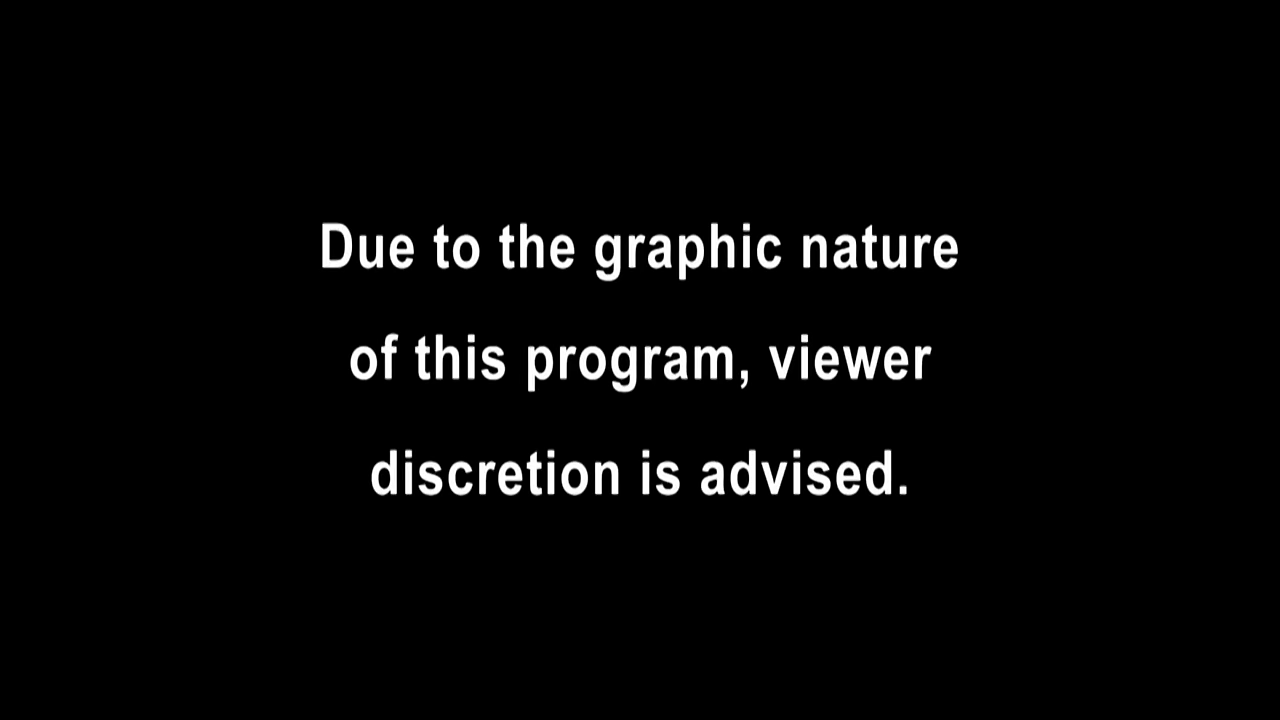 Due to the graphic nature
of this program, viewer
discretion is advised.